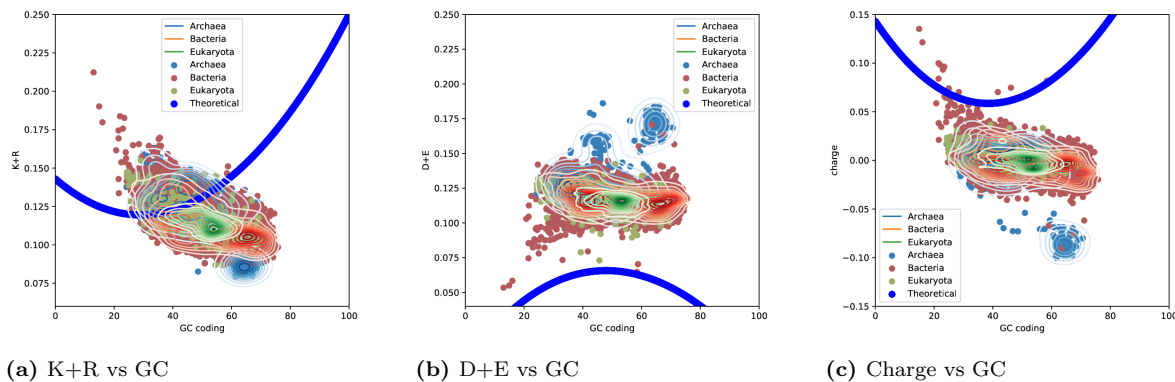 0.250
0.225
0.200
0.175
0.150
0.125
0.100
0.075
K+R
0
20
40
60
80
100
GC coding
Archaea
Bacteria
Eukaryota
Archaea
Bacteria
Eukaryota
Theoretical
(a) K+R vs GC
0.250
0.225
0.200
0.175
0.150
0.125
0.100
0.075
0.050
D+E
0
20
40
60
80
100
GC coding
Archaea
Bacteria
Eukaryota
Archaea
Bacteria
Eukaryota
Theoretical
(b) D+E vs GC
0.15
0.10
0.05
0.00
−0.05
−0.10
−0.15
charge
0
20
40
60
80
100
GC coding
Archaea
Bacteria
Eukaryota
Archaea
Bacteria
Eukaryota
Theoretical
(c) Charge vs GC